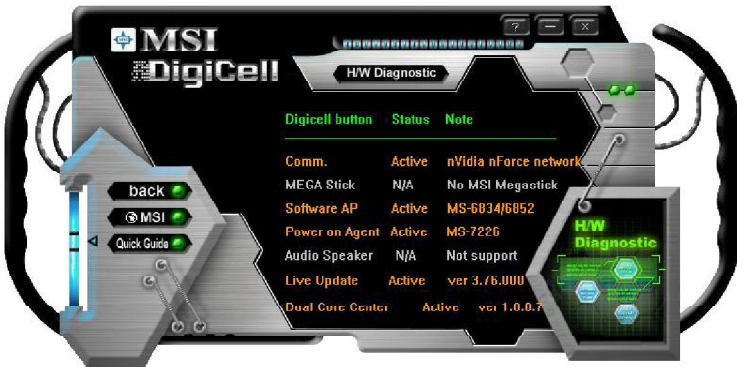 ? — X
MSI
DigiCell
H/W Diagnostic
Digicell button Status Note
Comm. Active nVidia nForce network
MEGA Stick N/A No MSI Megastick
Software AP Active MS-6834/6852
Power on Agent Active MS-7226
Audio Speaker N/A Not support
Live Update Active ver 3.76.000
Dual Core Center Active ver 1.0.0.7
back
MSI
Quick Guide
H/W
Diagnostic